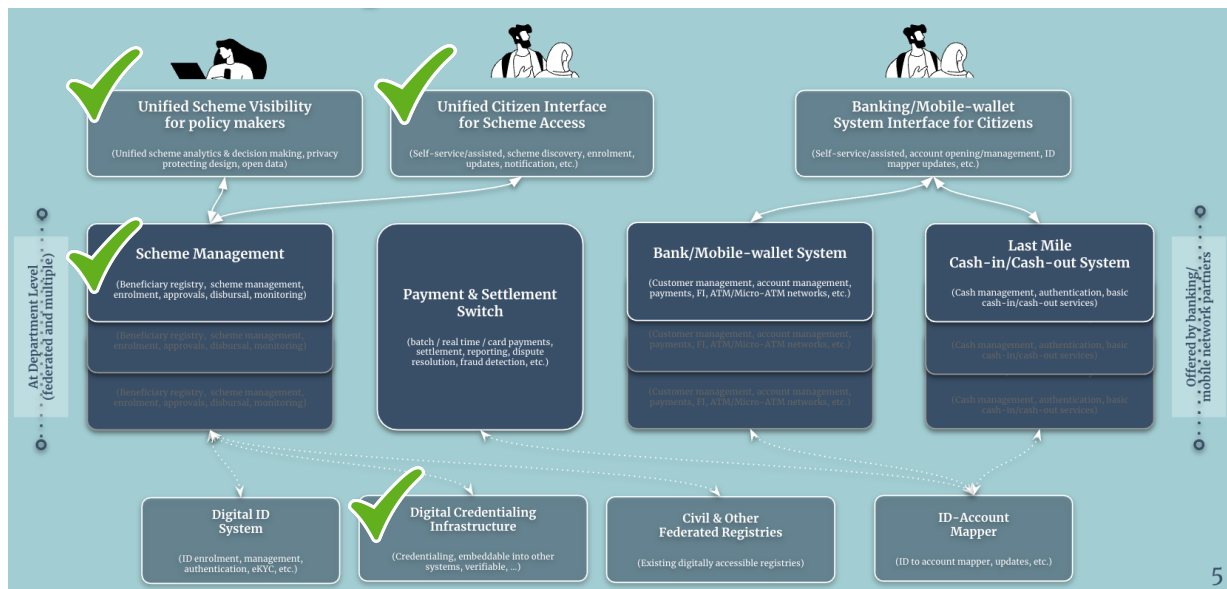 Unified Scheme Visibility
for policy makers
(Unified scheme analytics & decision making, privacy
protecting design, open data)
Unified Citizen Interface
for Scheme Access
(Self-service/assisted, scheme discovery, enrolment,
updates, notification, etc.)
Banking/Mobile-wallet
System Interface for Citizens
(Self-service/assisted, account opening/management, ID
mapper updates, etc.)
At Department Level
(federated and multiple)
Scheme Management
(Beneficiary registry, scheme management,
enrolment, approvals, disbursal, monitoring)
(Beneficiary registry, scheme management,
enrolment, approvals, disbursal, monitoring)
(Beneficiary registry, scheme management,
enrolment, approvals, disbursal, monitoring)
Payment & Settlement
Switch
(batch / real time / card payments,
settlement, reporting, dispute
resolution, fraud detection, etc.)
Bank/Mobile-wallet System
(Customer management, account management,
payments, FI, ATM/Micro-ATM networks, etc.)
(Customer management, account management,
payments, FI, ATM/Micro-ATM networks, etc.)
(Customer management, account management,
payments, FI, ATM/Micro-ATM networks, etc.)
Last Mile
Cash-in/Cash-out System
(Cash management, authentication, basic
cash-in/cash-out services)
(Cash management, authentication, basic
cash-in/cash-out services)
(Cash management, authentication, basic
cash-in/cash-out services)
Offered by banking/
mobile network partners
Digital ID
System
(ID enrolment, management,
authentication, eKYC, etc.)
Digital Credentialing
Infrastructure
(Credentialing, embeddable into other
systems, verifiable, ...)
Civil & Other
Federated Registries
(Existing digitally accessible registries)
ID-Account
Mapper
(ID to account mapper, updates, etc.)
5